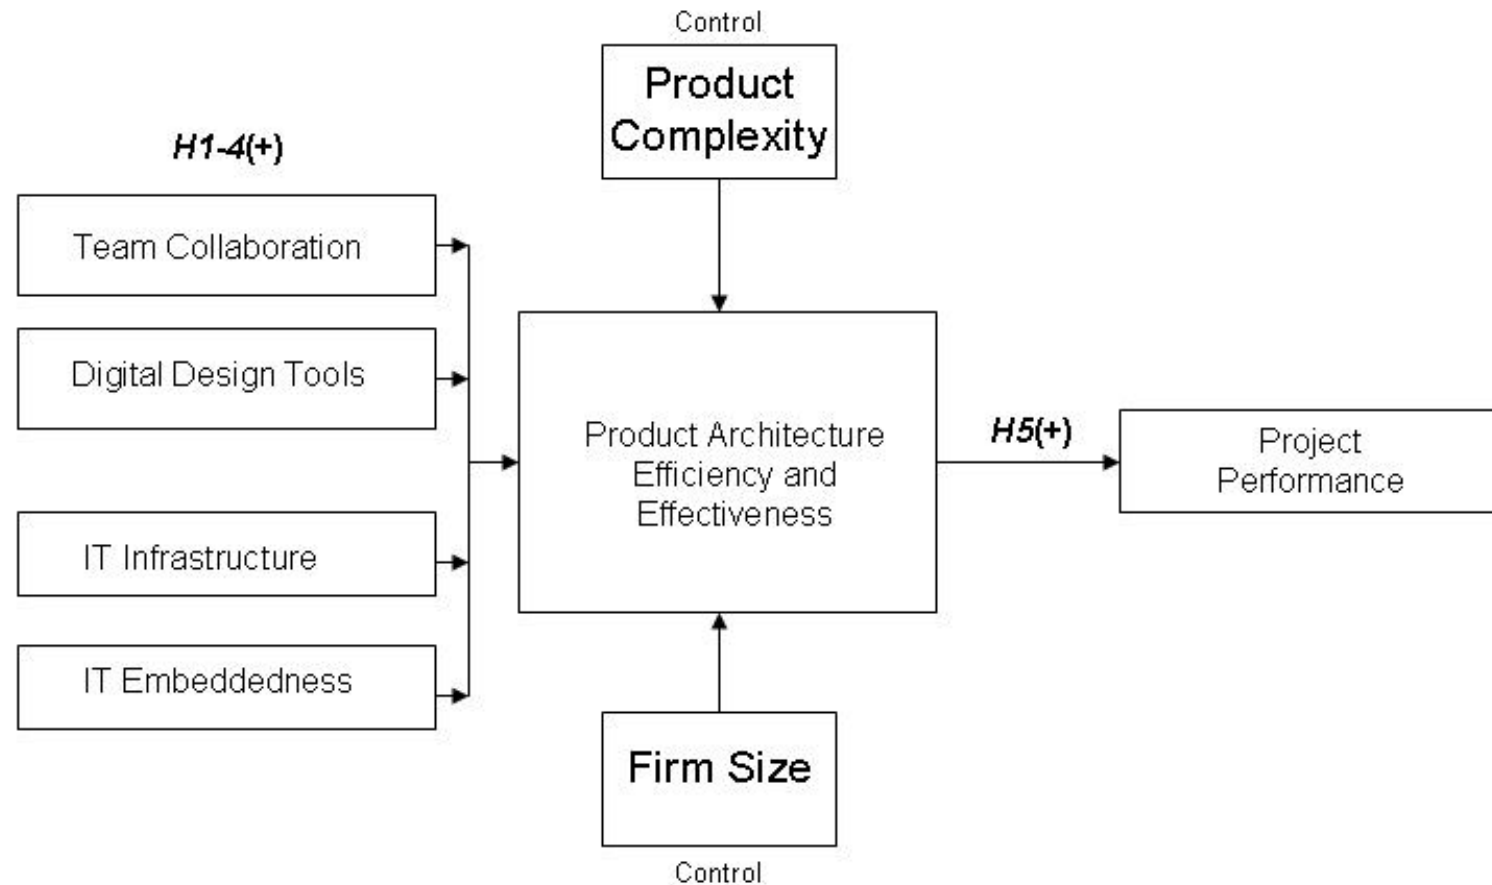 Control
Product
Complexity
H1-4(+)
Team Collaboration
Digital Design Tools
IT Infrastructure
IT Embeddedness
Product Architecture
Efficiency and
Effectiveness
H5(+)
Project
Performance
Firm Size
Control